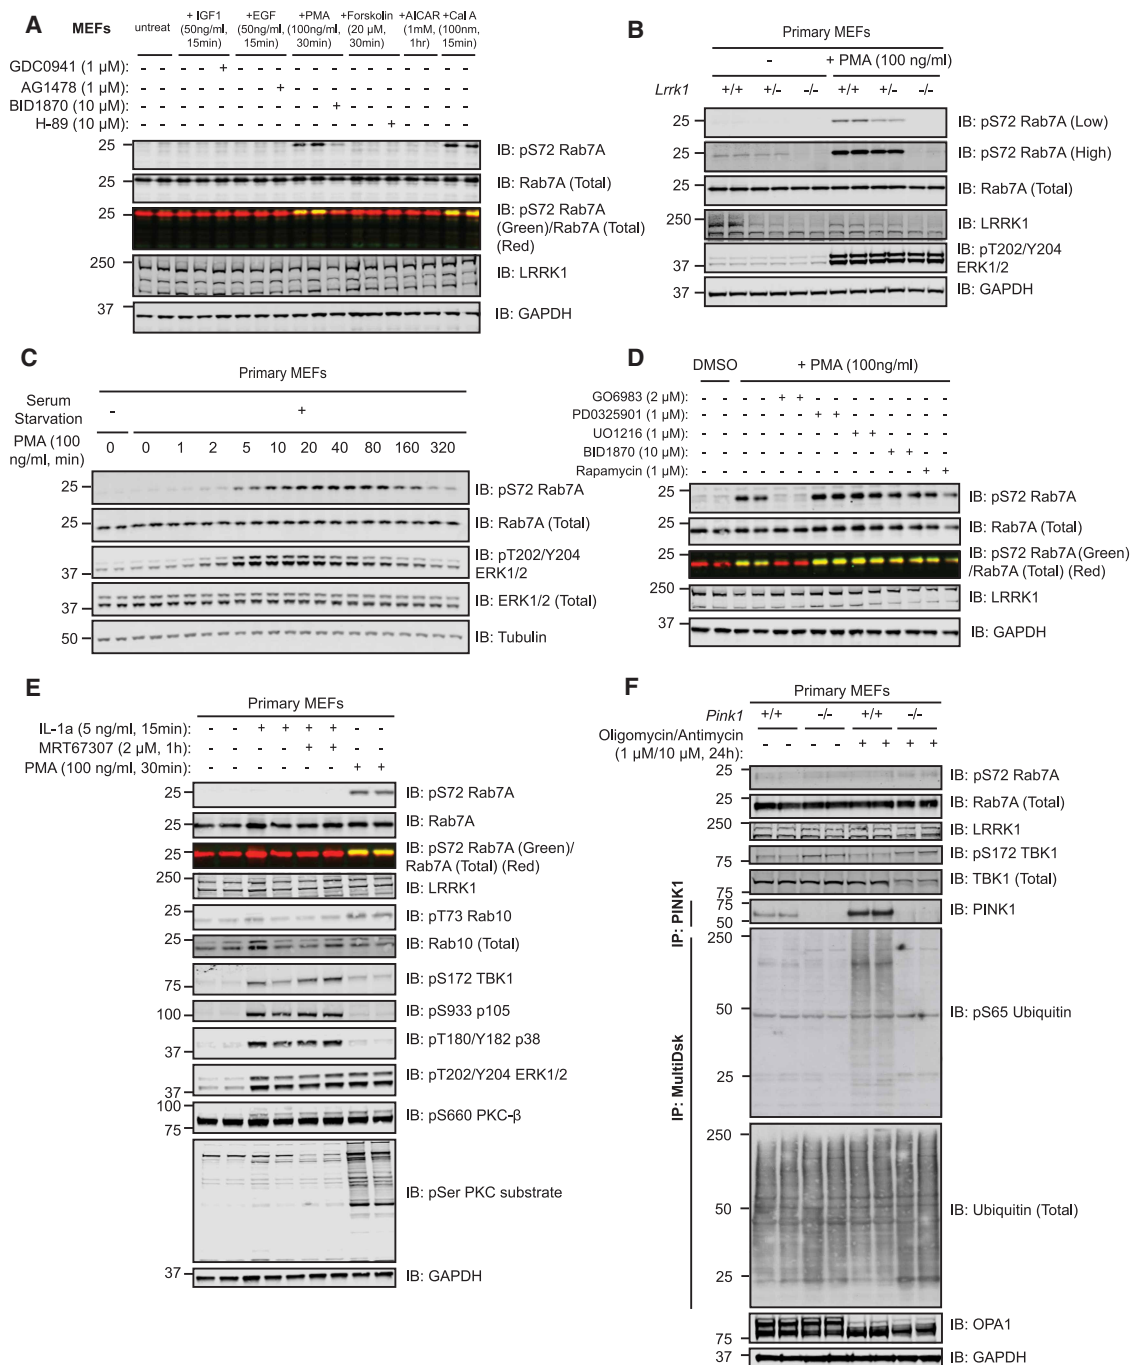 A
MEFs
untreat
+ IGF1 (50ng/ml, 15min)
+EGF (50ng/ml, 15min)
+PMA (100ng/ml, 30min)
+Forskolin (20 µM, 30min)
+AICAR (1mM, 1hr)
+Cal A (100nm, 15min)
GDC0941 (1 µM): - - - - + - - - - - - - - - - - -
AG1478 (1 µM): - - - - - - - + - - - - - - - - -
BID1870 (10 µM): - - - - - - - - - - + - - - - - -
H-89 (10 µM): - - - - - - - - - - - - - + - - - -
25 IB: pS72 Rab7A
25 IB: Rab7A (Total)
25 IB: pS72 Rab7A
(Green)/Rab7A (Total)
(Red)
250 IB: LRRK1
37 IB: GAPDH
B
Primary MEFs
- + PMA (100 ng/ml)
Lrrk1 +/+ +/- -/- +/+ +/- -/-
25 IB: pS72 Rab7A (Low)
25 IB: pS72 Rab7A (High)
25 IB: Rab7A (Total)
250 IB: LRRK1
37 IB: pT202/Y204
ERK1/2
37 IB: GAPDH
C
Primary MEFs
Serum
Starvation - +
PMA (100
ng/ml, min) 0 0 1 2 5 10 20 40 80 160 320
25 IB: pS72 Rab7A
25 IB: Rab7A (Total)
37 IB: pT202/Y204
ERK1/2
37 IB: ERK1/2 (Total)
50 IB: Tubulin
D
DMSO + PMA (100ng/ml)
GO6983 (2 µM): - - - - + + - - - - - - - -
PD0325901 (1 µM): - - - - - - + + - - - - - -
UO1216 (1 µM): - - - - - - - - + + - - - -
BID1870 (10 µM): - - - - - - - - - - + + - -
Rapamycin (1 µM): - - - - - - - - - - - - + +
25 IB: pS72 Rab7A
25 IB: Rab7A (Total)
25 IB: pS72 Rab7A (Green)
/Rab7A (Total) (Red)
250 IB: LRRK1
37 IB: GAPDH
E
Primary MEFs
IL-1a (5 ng/ml, 15min): - - + + + + - -
MRT67307 (2 µM, 1h): - - - - + + - -
PMA (100 ng/ml, 30min): - - - - - - + +
25 IB: pS72 Rab7A
25 IB: Rab7A
25 IB: pS72 Rab7A (Green)/
Rab7A (Total) (Red)
250 IB: LRRK1
25 IB: pT73 Rab10
25 IB: Rab10 (Total)
75 IB: pS172 TBK1
100 IB: pS933 p105
37 IB: pT180/Y182 p38
37 IB: pT202/Y204 ERK1/2
100
75 IB: pS660 PKC-β
IB: pSer PKC substrate
37 IB: GAPDH
F
Primary MEFs
Pink1 +/+ -/- +/+ -/-
Oligomycin/Antimycin
(1 µM/10 µM, 24h): - - - - + + + +
25 IB: pS72 Rab7A
25 IB: Rab7A (Total)
250 IB: LRRK1
75 IB: pS172 TBK1
75 IB: TBK1 (Total)
IP: PINK1
75
50 IB: PINK1
IP: MultiDsk
250
50 IB: pS65 Ubiquitin
25
250
50 IB: Ubiquitin (Total)
25
75 IB: OPA1
37 IB: GAPDH